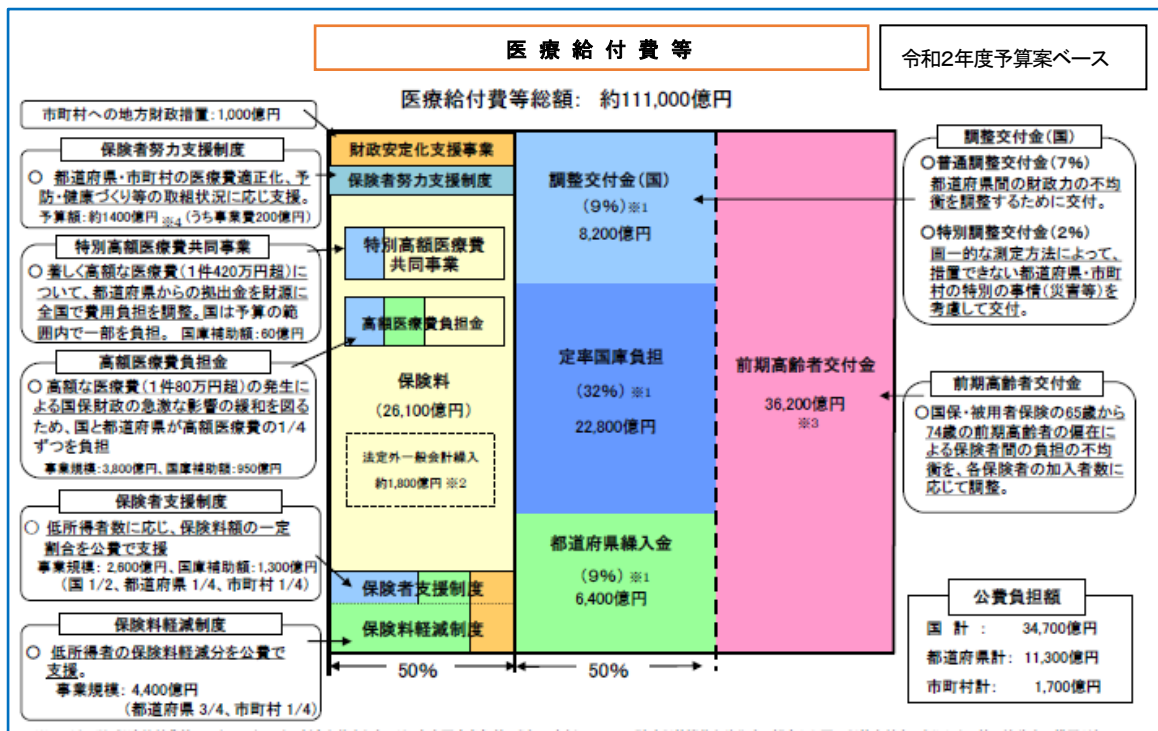 医療給付費等
令和2年度予算案ベース
医療給付費等総額： 約111,000億円
市町村への地方財政措置：1,000億円
保険者努力支援制度
○ 都道府県・市町村の医療費適正化、予
防・健康づくり等の取組状況に応じ支援。
予算額：約1400億円 ※4（うち事業費200億円）
特別高額医療費共同事業
○ 著しく高額な医療費（1件420万円超）に
ついて、都道府県からの拠出金を財源に
全国で費用負担を調整。国は予算の範
囲内で一部を負担。 国庫補助額：60億円
高額医療費負担金
○ 高額な医療費（1件80万円超）の発生に
よる国保財政の急激な影響の緩和を図る
ため、国と都道府県が高額医療費の1/4
ずつを負担
事業規模：3,800億円、国庫補助額：950億円
保険者支援制度
○ 低所得者数に応じ、保険料額の一定
割合を公費で支援
事業規模： 2,600億円、国庫補助額：1,300億円
（国 1/2、都道府県 1/4、市町村 1/4）
保険料軽減制度
○ 低所得者の保険料軽減分を公費で
支援。
事業規模： 4,400億円
（都道府県 3/4、市町村 1/4）
財政安定化支援事業
保険者努力支援制度
特別高額医療費
共同事業
高額医療費負担金
保険料
（26,100億円）
法定外一般会計繰入
約1,800億円 ※2
保険者支援制度
保険料軽減制度
50%
調整交付金（国）
（9%）※1
8,200億円
定率国庫負担
（32%）※1
22,800億円
都道府県繰入金
（9%）※1
6,400億円
50%
前期高齢者交付金
36,200億円
※3
調整交付金（国）
○普通調整交付金（7%）
都道府県間の財政力の不均
衡を調整するために交付。
○特別調整交付金（2%）
画一的な測定方法によって、
措置できない都道府県・市町
村の特別の事情（災害等）を
考慮して交付。
前期高齢者交付金
○国保・被用者保険の65歳から
74歳の前期高齢者の偏在に
よる保険者間の負担の不均
衡を、各保険者の加入者数に
応じて調整。
公費負担額
国 計 ： 34,700億円
都道府県計： 11,300億円
市町村計： 1,700億円